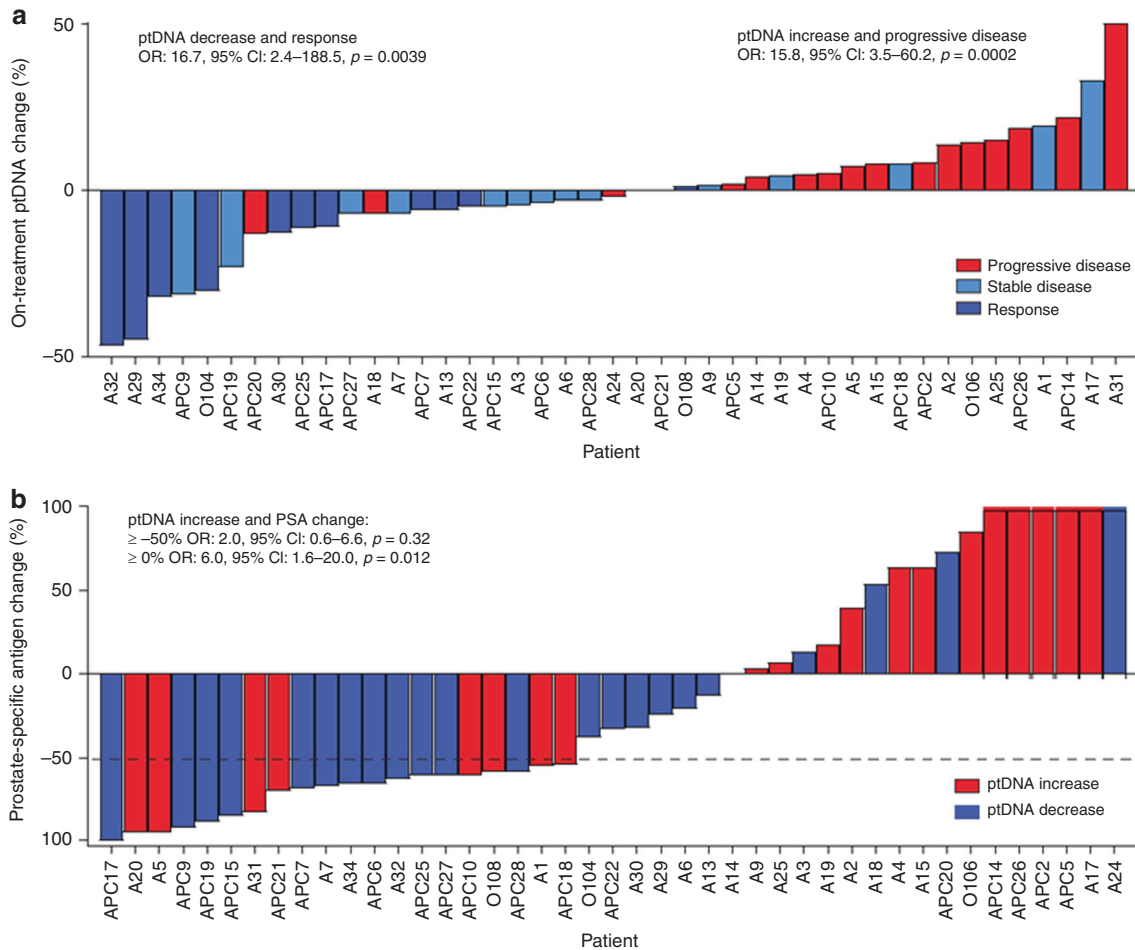 a
ptDNA decrease and response
OR: 16.7, 95% CI: 2.4–188.5, p = 0.0039
ptDNA increase and progressive disease
OR: 15.8, 95% CI: 3.5–60.2, p = 0.0002
On-treatment ptDNA change (%)
50
0
–50
Progressive disease
Stable disease
Response
A32 A29 A34 APC9 O104 APC19 APC20 A30 APC25 APC17 APC27 A18 A7 APC7 A13 APC22 APC15 A3 APC6 A6 APC28 A24 A20 APC21 O108 A9 APC5 A14 A19 A4 APC10 A5 A15 APC18 APC2 A2 O106 A25 APC26 A1 APC14 A17 A31
Patient
b
ptDNA increase and PSA change:
≥ –50% OR: 2.0, 95% CI: 0.6–6.6, p = 0.32
≥ 0% OR: 6.0, 95% CI: 1.6–20.0, p = 0.012
Prostate-specific antigen change (%)
100
50
0
–50
100
ptDNA increase
ptDNA decrease
APC17 A20 A5 APC9 APC19 APC15 A31 APC21 APC7 A7 A34 APC6 A32 APC25 APC27 APC10 O108 APC28 A1 APC18 O104 APC22 A30 A29 A6 A13 A14 A9 A25 A3 A19 A2 A18 A4 A15 APC20 O106 APC14 APC26 APC2 APC5 A17 A24
Patient